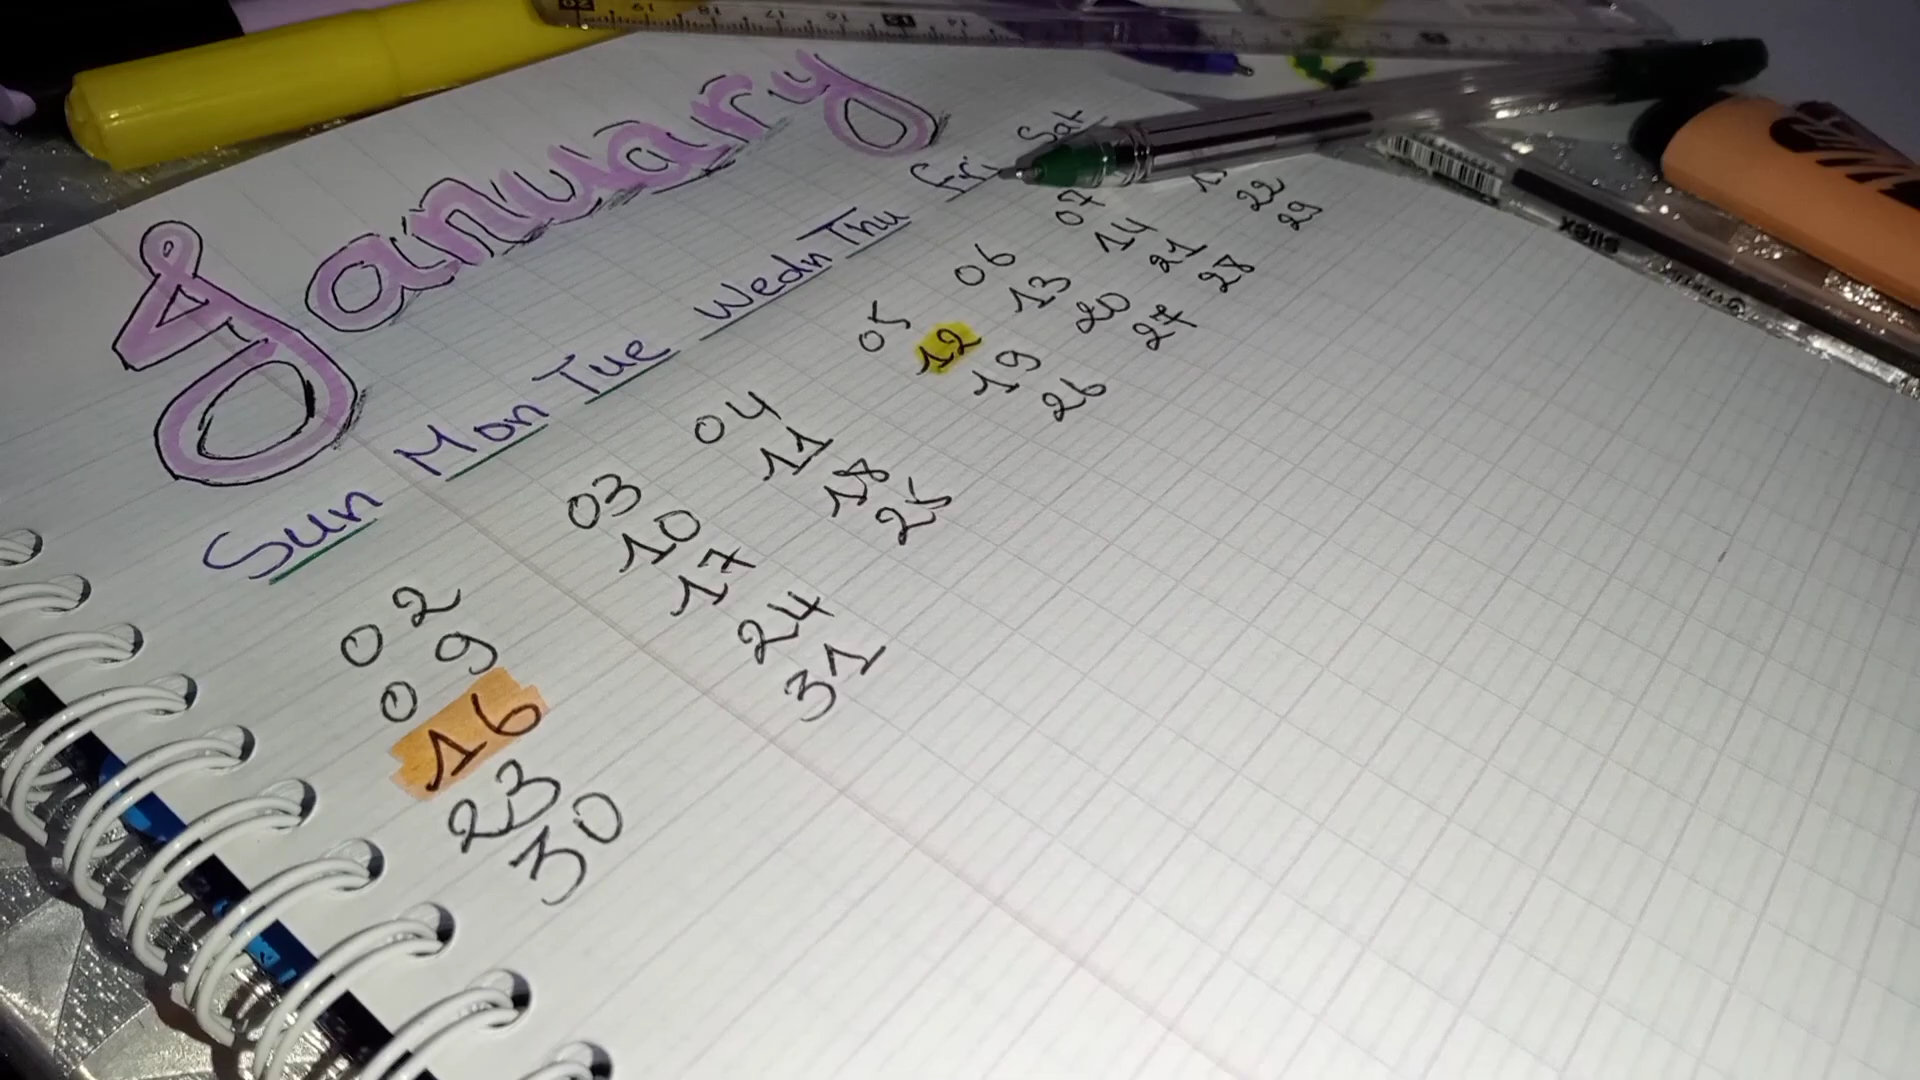 January
Sun Mon Tue Wedn Thu Fri Sat
02 03 04 05 06 07
09 10 11 12 13 14
16 17 18 19 20 21 22
23 24 25 26 27 28 29
30 31
silex